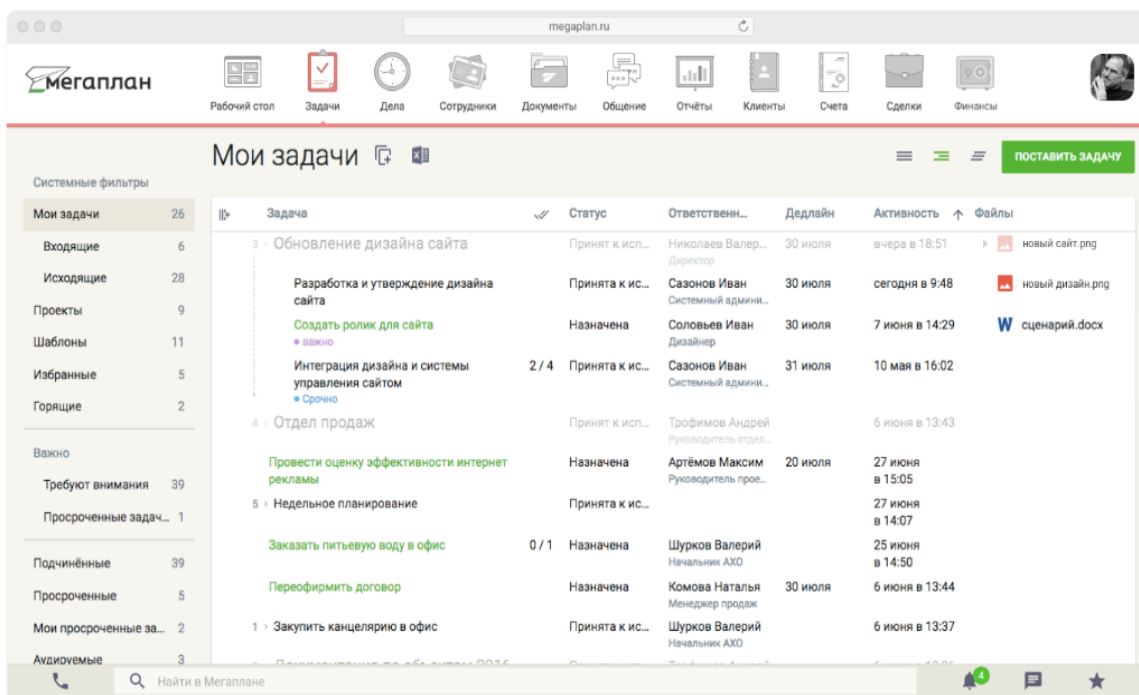 megaplan.ru
мегаплан
Рабочий стол
Задачи
Дела
Сотрудники
Документы
Общение
Отчёты
Клиенты
Счета
Сделки
Финансы
Мои задачи
ПОСТАВИТЬ ЗАДАЧУ
Системные фильтры
Мои задачи 26
Входящие 6
Исходящие 28
Проекты 9
Шаблоны 11
Избранные 5
Горящие 2
Важно
Требуют внимания 39
Просроченные задач... 1
Подчинённые 39
Просроченные 5
Мои просроченные за... 2
Аудируемые 3
Задача Статус Ответственн... Дедлайн Активность Файлы
3 Обновление дизайна сайта Принят к исп... Николаев Валер... 30 июля вчера в 18:51 новый сайт.png
Директор
Разработка и утверждение дизайна Принята к ис... Сазонов Иван 30 июля сегодня в 9:48 новый дизайн.png
сайта Системный админи...
Создать ролик для сайта Назначена Соловьев Иван 30 июля 7 июня в 14:29 W сценарий.docx
важно Дизайнер
Интеграция дизайна и системы 2 / 4 Принята к ис... Сазонов Иван 31 июля 10 мая в 16:02
управления сайтом Системный админи...
Срочно
4 Отдел продаж Принят к исп... Трофимов Андрей 6 июня в 13:43
Руководитель отдел...
Провести оценку эффективности интернет Назначена Артёмов Максим 20 июля 27 июня
рекламы Руководитель прое... в 15:05
5 Недельное планирование Принята к ис... 27 июня
в 14:07
Заказать питьевую воду в офис 0 / 1 Назначена Шурков Валерий 25 июня
Начальник АХО в 14:50
Переофирмить договор Назначена Комова Наталья 30 июля 6 июня в 13:44
Менеджер продаж
1 Закупить канцелярию в офис Принята к ис... Шурков Валерий 6 июня в 13:37
Начальник АХО
Найти в Мегаплане
4